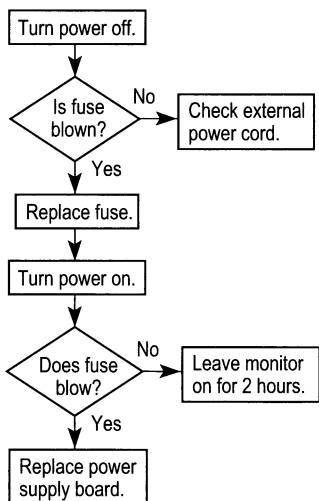 Turn power off.
Is fuse
blown?
No
Check external
power cord.
Yes
Replace fuse.
Turn power on.
Does fuse
blow?
No
Leave monitor
on for 2 hours.
Yes
Replace power
supply board.